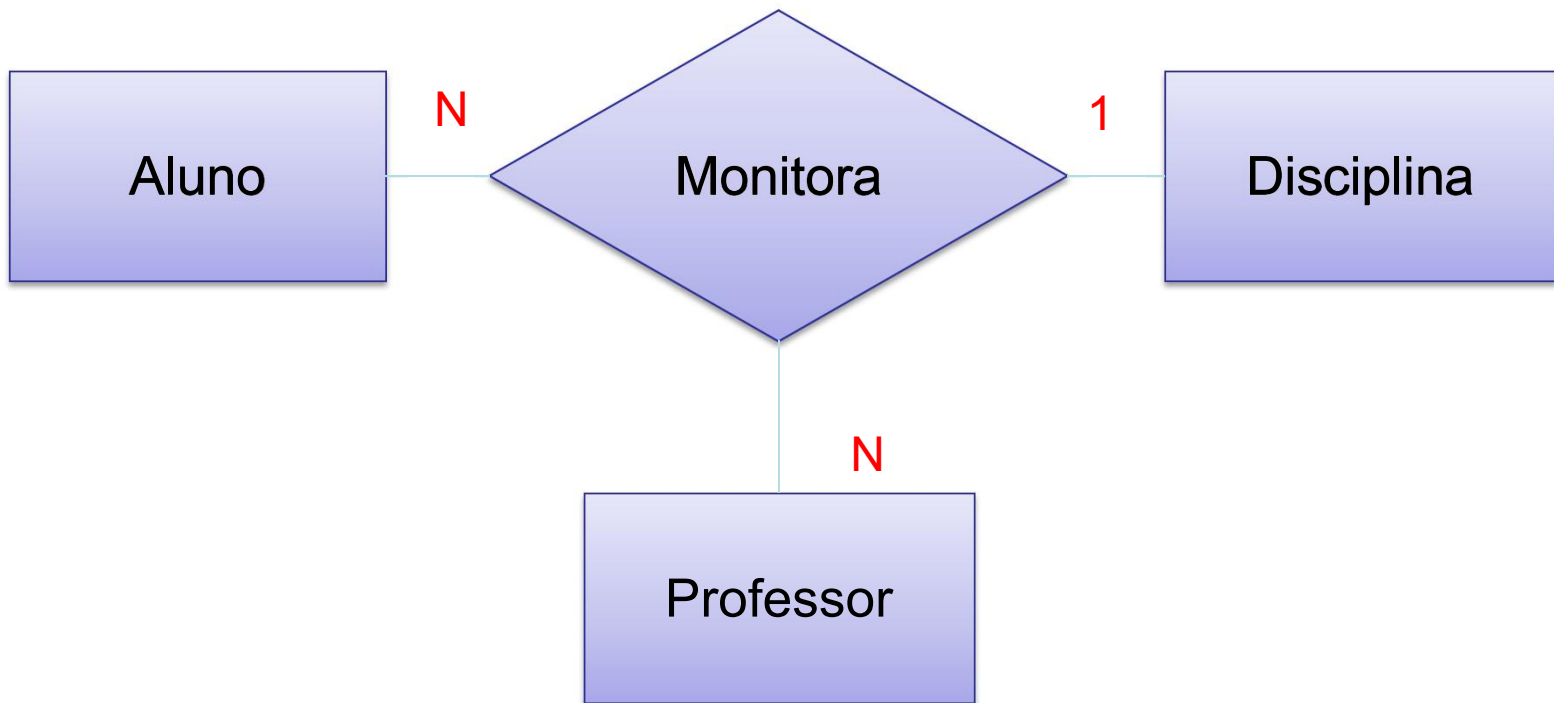 N
1
Aluno
Monitora
Disciplina
N
Professor